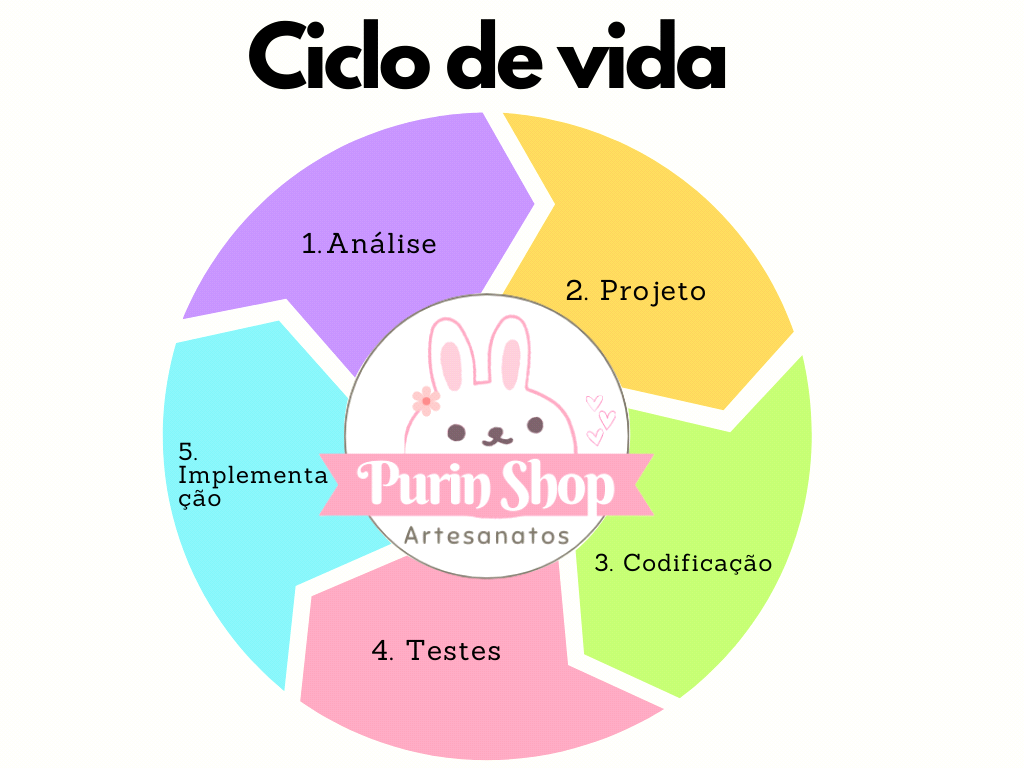 Ciclo de vida
1.Análise
2. Projeto
3. Codificação
4. Testes
5.
Implementa
ção
Purin Shop
Artesanatos